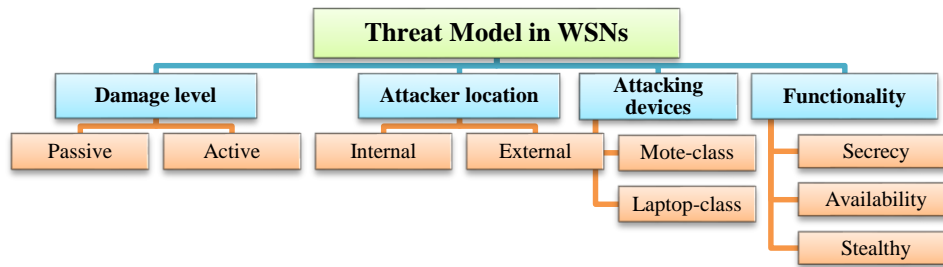 Threat Model in WSNs
Damage level
Attacker location
Attacking
devices
Functionality
Passive
Active
Internal
External
Mote-class
Laptop-class
Secrecy
Availability
Stealthy